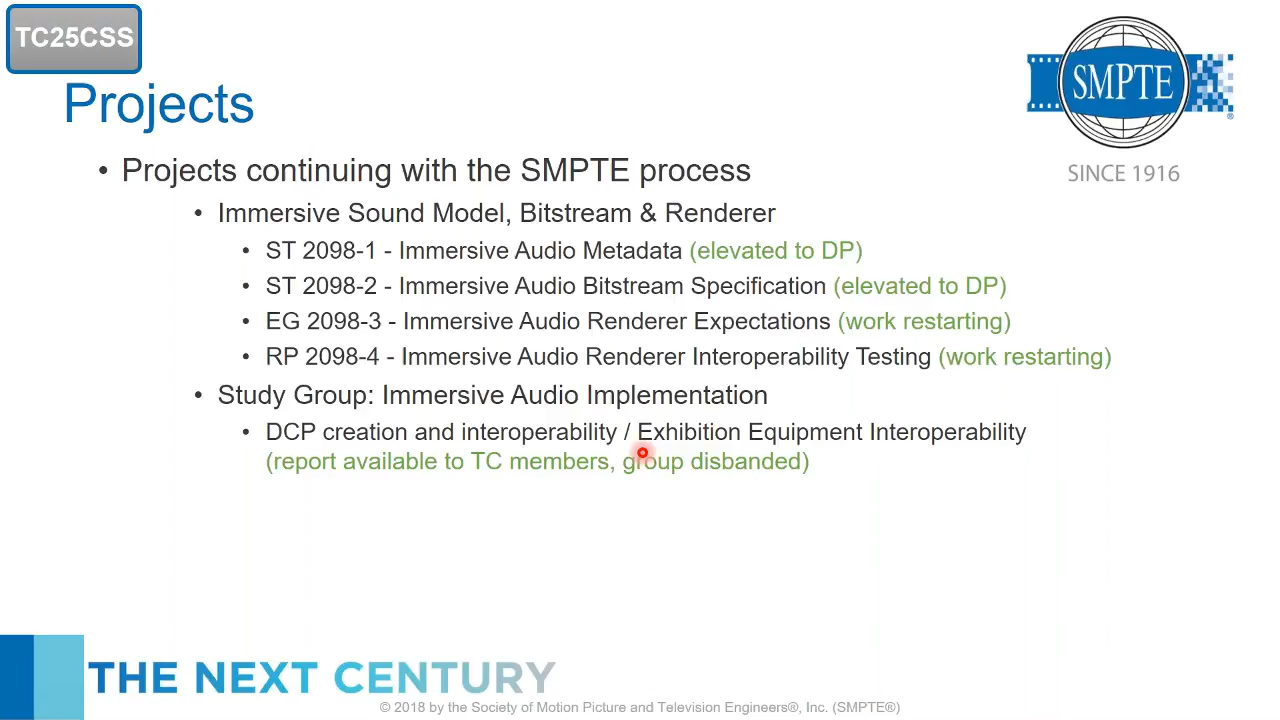 TC25CSS
SMPTE
®
SINCE 1916
Projects
• Projects continuing with the SMPTE process
• Immersive Sound Model, Bitstream & Renderer
• ST 2098-1 - Immersive Audio Metadata (elevated to DP)
• ST 2098-2 - Immersive Audio Bitstream Specification (elevated to DP)
• EG 2098-3 - Immersive Audio Renderer Expectations (work restarting)
• RP 2098-4 - Immersive Audio Renderer Interoperability Testing (work restarting)
• Study Group: Immersive Audio Implementation
• DCP creation and interoperability / Exhibition Equipment Interoperability
(report available to TC members, group disbanded)
THE NEXT CENTURY
© 2018 by the Society of Motion Picture and Television Engineers®, Inc. (SMPTE®)